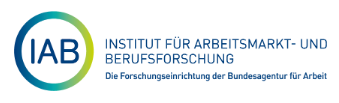 IAB
INSTITUT FÜR ARBEITSMARKT- UND
BERUFSFORSCHUNG
Die Forschungseinrichtung der Bundesagentur für Arbeit